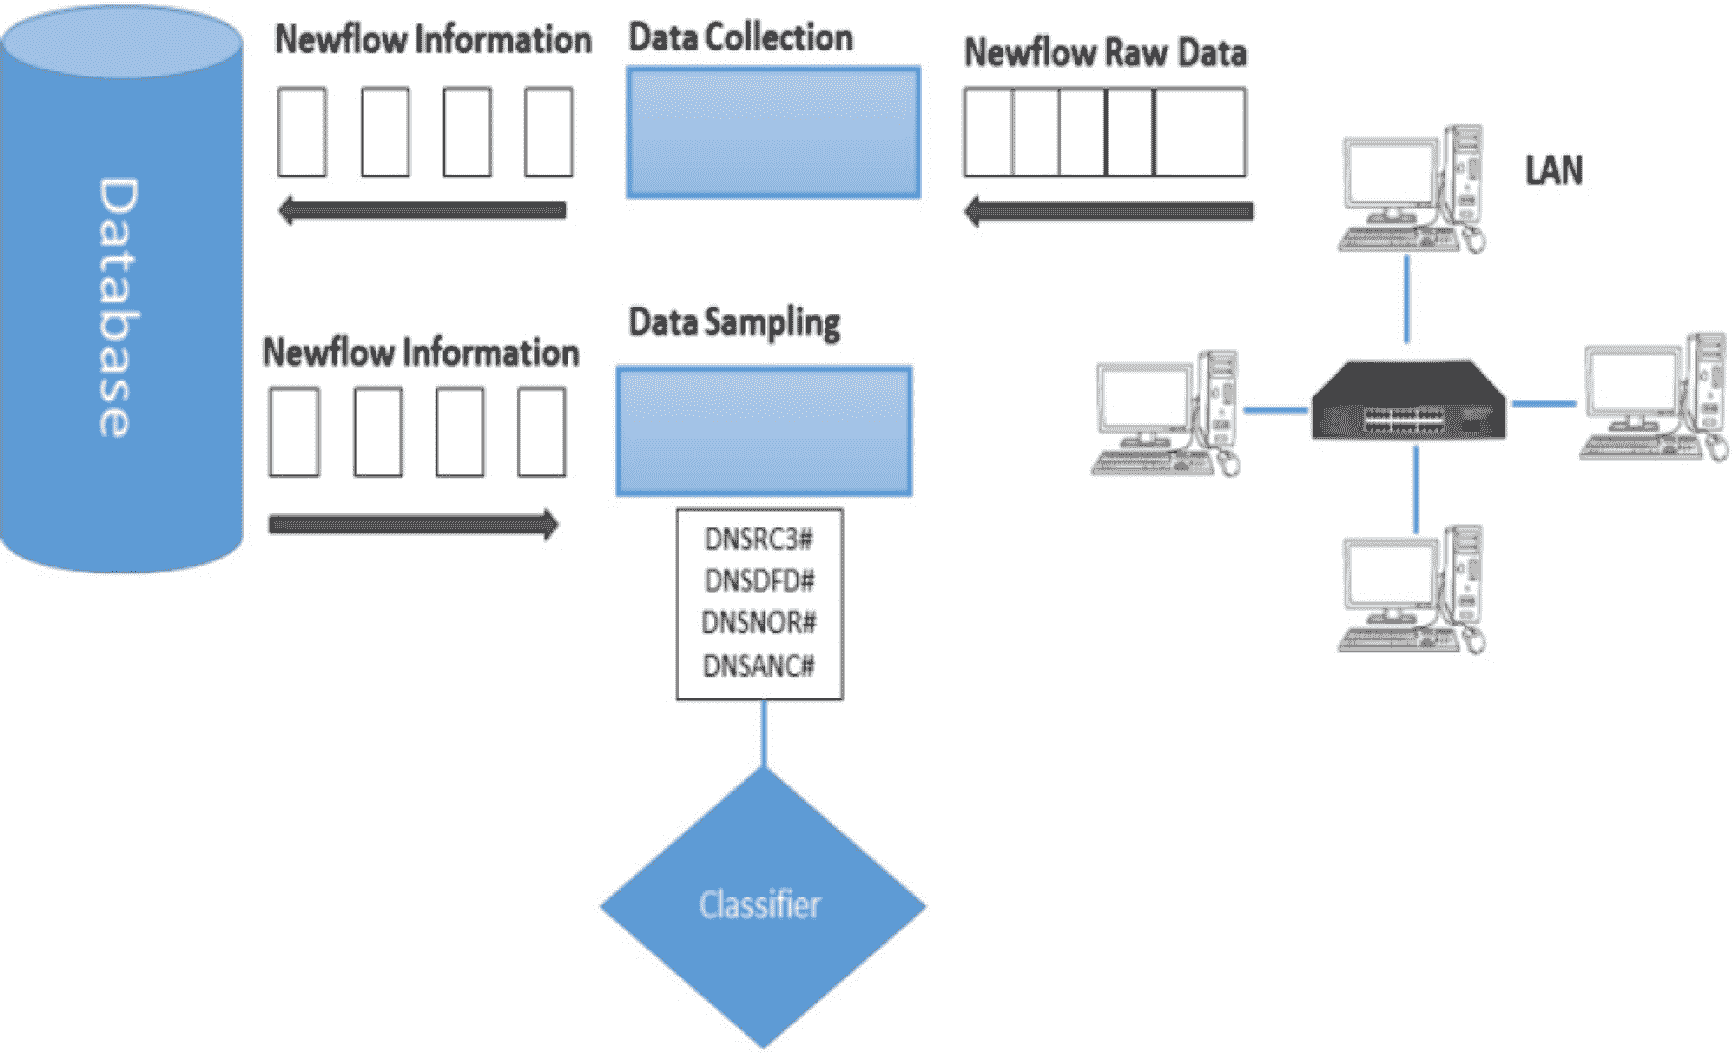 Newflow Information
Data Collection
Newflow Raw Data
LAN
Database
Newflow Information
Data Sampling
DNSRC3#
DNSDFD#
DNSNOR#
DNSANC#
Classifier